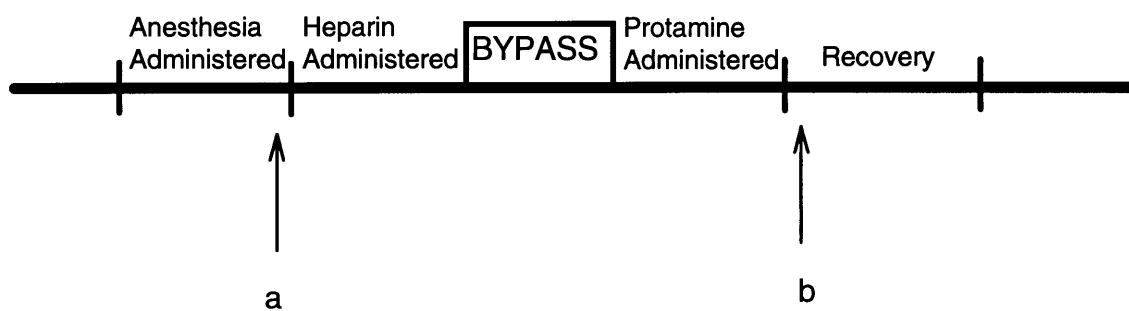 Anesthesia
Administered
Heparin
Administered
BYPASS
Protamine
Administered
Recovery
a
b